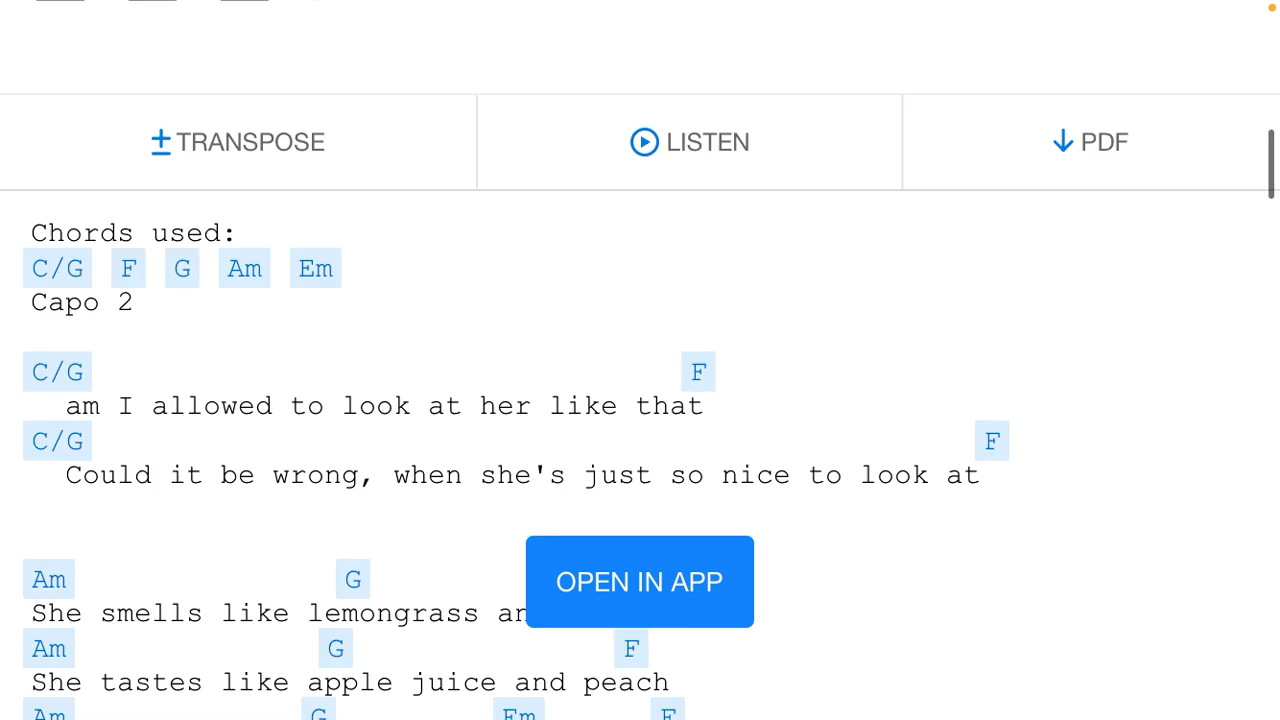 TRANSPOSE LISTEN PDF
Chords used:
C/G F G Am Em
Capo 2
C/G F
am I allowed to look at her like that
C/G F
Could it be wrong, when she's just so nice to look at
Am G
She smells like lemongrass
OPEN IN APP
Am G F
She tastes like apple juice and peach
Am G Em F